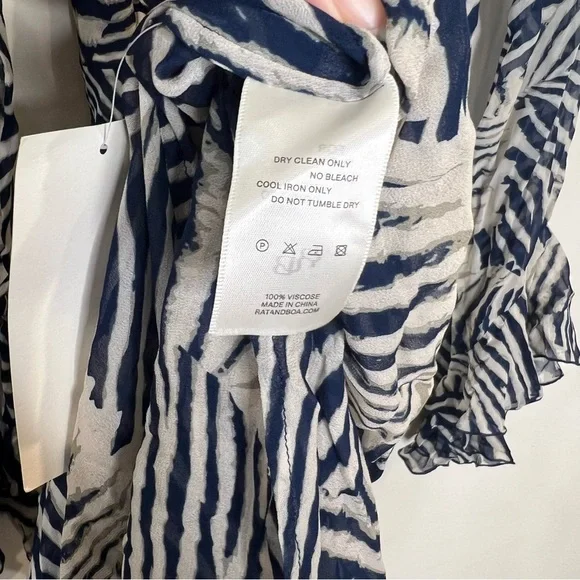 DRY CLEAN ONLY
NO BLEACH
COOL IRON ONLY
DO NOT TUMBLE DRY
P
100% VISCOSE
MADE IN CHINA
RATANDBOA.COM